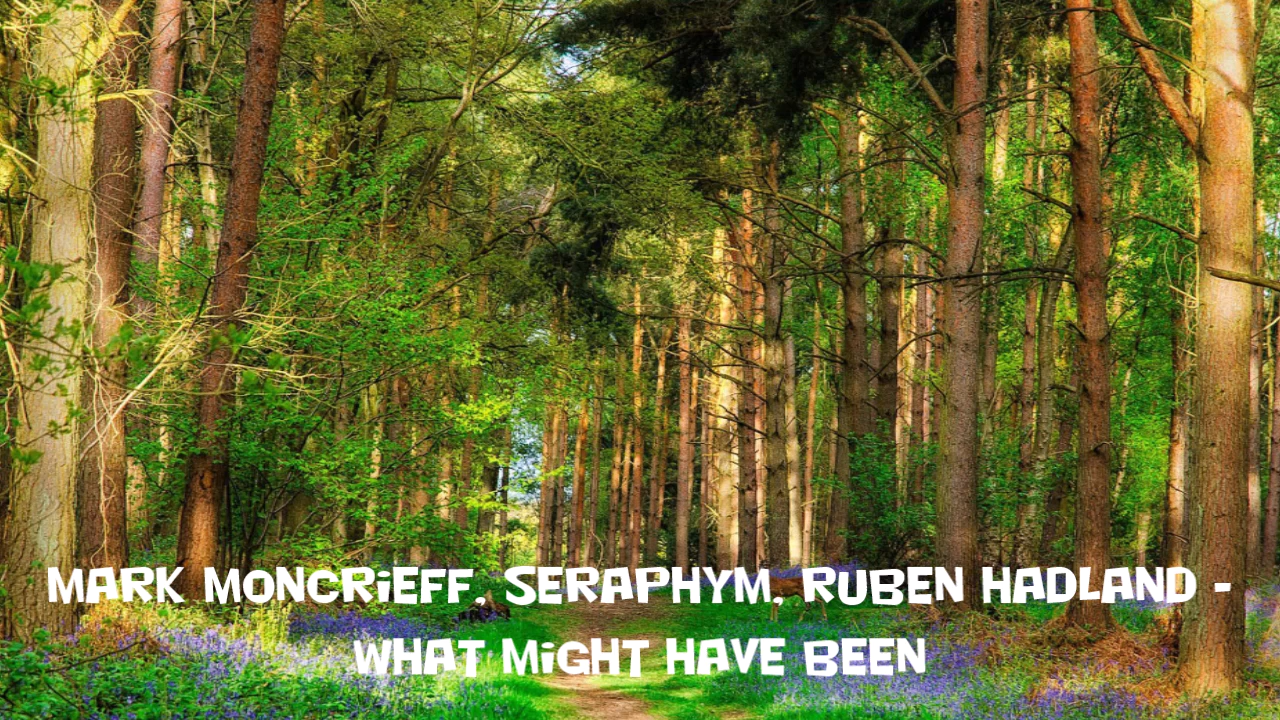 MARK MONCRiEFF, SERAPHYM, RUBEN HADLAND -
WHAT MiGHT HAVE BEEN